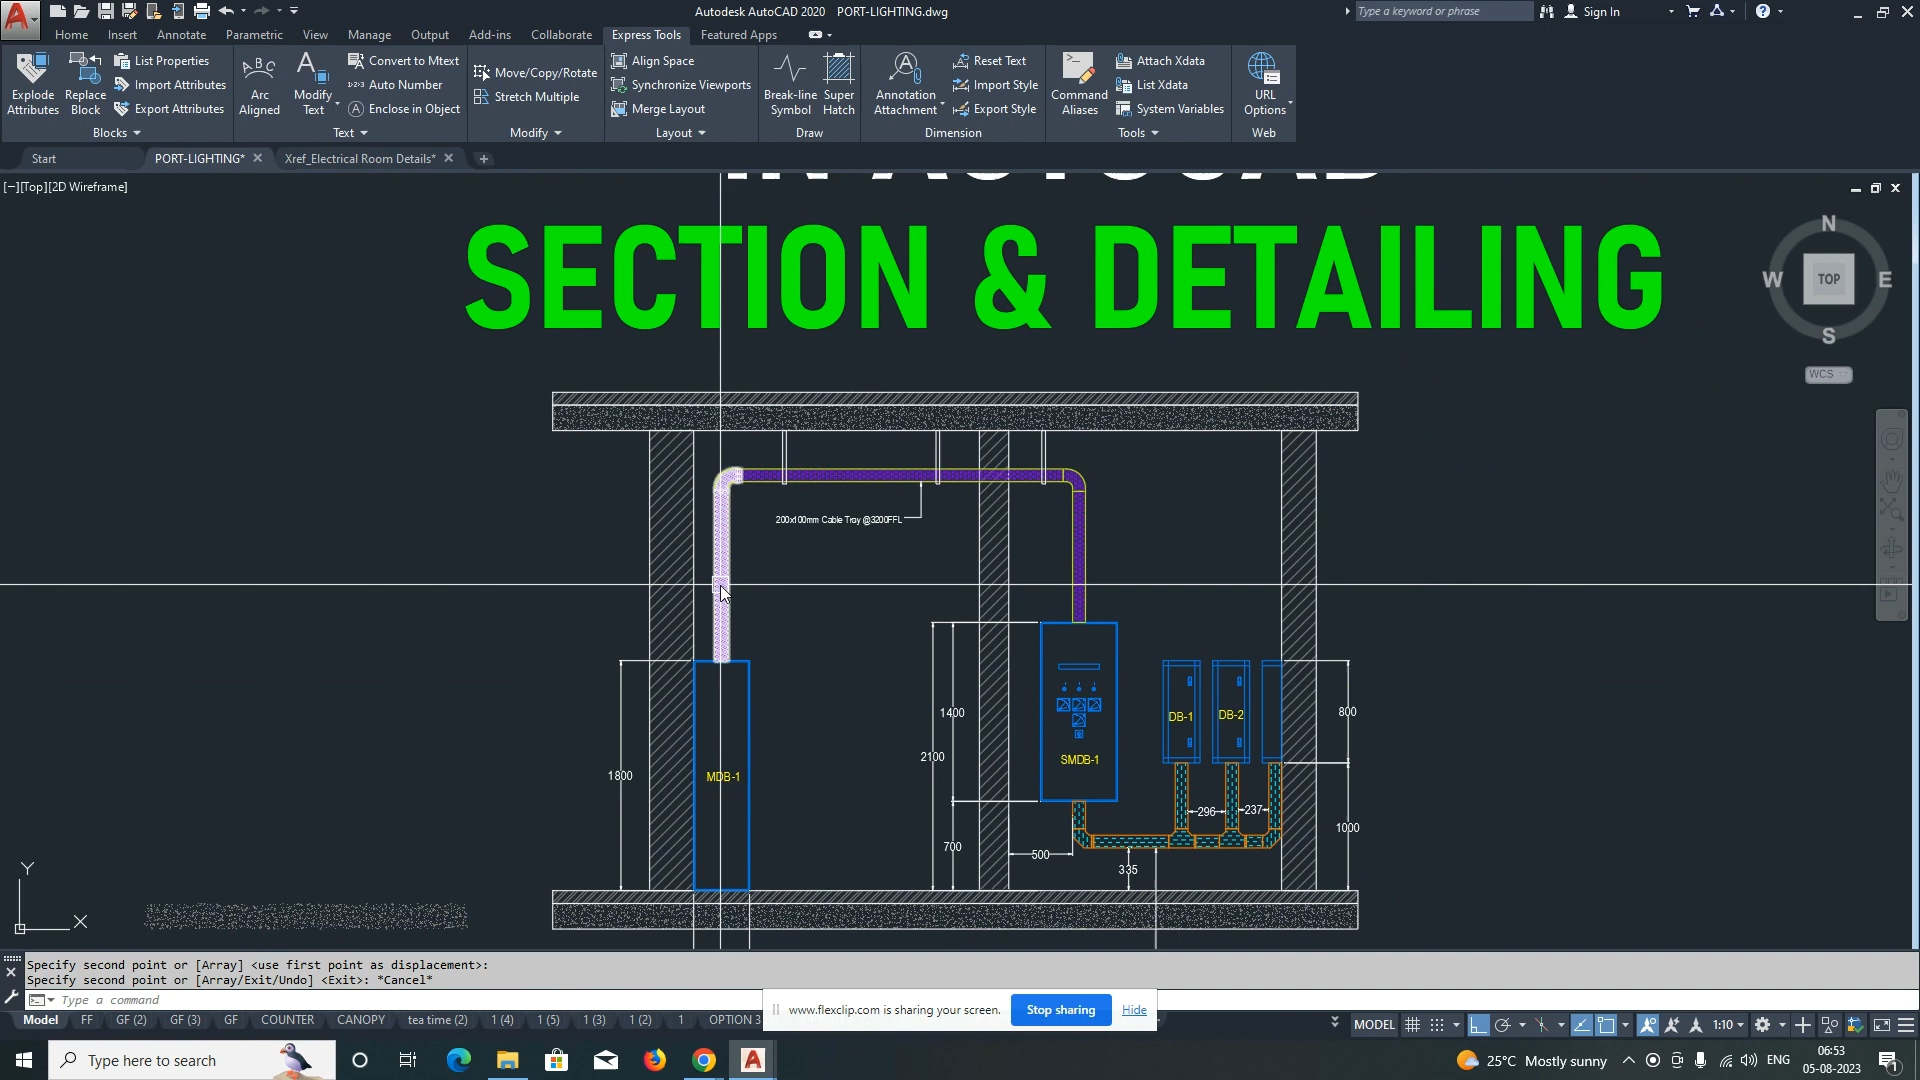 Autodesk AutoCAD 2020 PORT-LIGHTING.dwg
Type a keyword or phrase
Sign In
Home Insert Annotate Parametric View Manage Output Add-ins Collaborate Express Tools Featured Apps
Explode Attributes
Replace Block
List Properties
Import Attributes
Export Attributes
Blocks
ABC
Arc Aligned
Modify Text
Convert to Mtext
Auto Number
Enclose in Object
Text
Move/Copy/Rotate
Stretch Multiple
Modify
Align Space
Synchronize Viewports
Merge Layout
Layout
Break-line Symbol
Super Hatch
Draw
Annotation Attachment
Reset Text
Import Style
Export Style
Dimension
Command Aliases
Attach Xdata
List Xdata
System Variables
Tools
URL Options
Web
Start PORT-LIGHTING* Xref_Electrical Room Details*
[−][Top][2D Wireframe]
IN AUTOCAD
SECTION & DETAILING
N
W TOP E
S
WCS
200x100mm Cable Tray @3200FFL
1800
MDB-1
1400
2100
700
500
SMDB-1
DB-1 DB-2
800
296 237
1000
335
Y
X
Specify second point or [Array] <use first point as displacement>:
Specify second point or [Array/Exit/Undo] <Exit>: *Cancel*
Type a command
www.flexclip.com is sharing your screen. Stop sharing Hide
Model FF GF (2) GF (3) GF COUNTER CANOPY tea time (2) 1 (4) 1 (5) 1 (3) 1 (2) 1 OPTION 3
MODEL 1:10
Type here to search
25°C Mostly sunny
ENG
06:53
05-08-2023
1